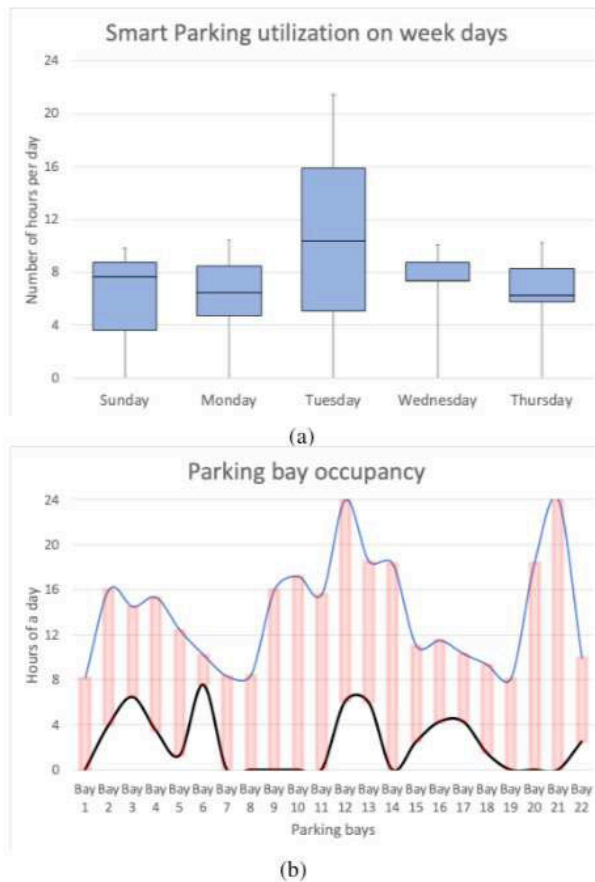 Smart Parking utilization on week days
Number of hours per day
24
20
16
12
8
4
0
Sunday Monday Tuesday Wednesday Thursday
(a)
Parking bay occupancy
Hours of a day
24
20
16
12
8
4
0
Bay Bay Bay Bay Bay Bay Bay Bay Bay Bay Bay Bay Bay Bay Bay Bay Bay Bay Bay Bay Bay Bay
1 2 3 4 5 6 7 8 9 10 11 12 13 14 15 16 17 18 19 20 21 22
Parking bays
(b)